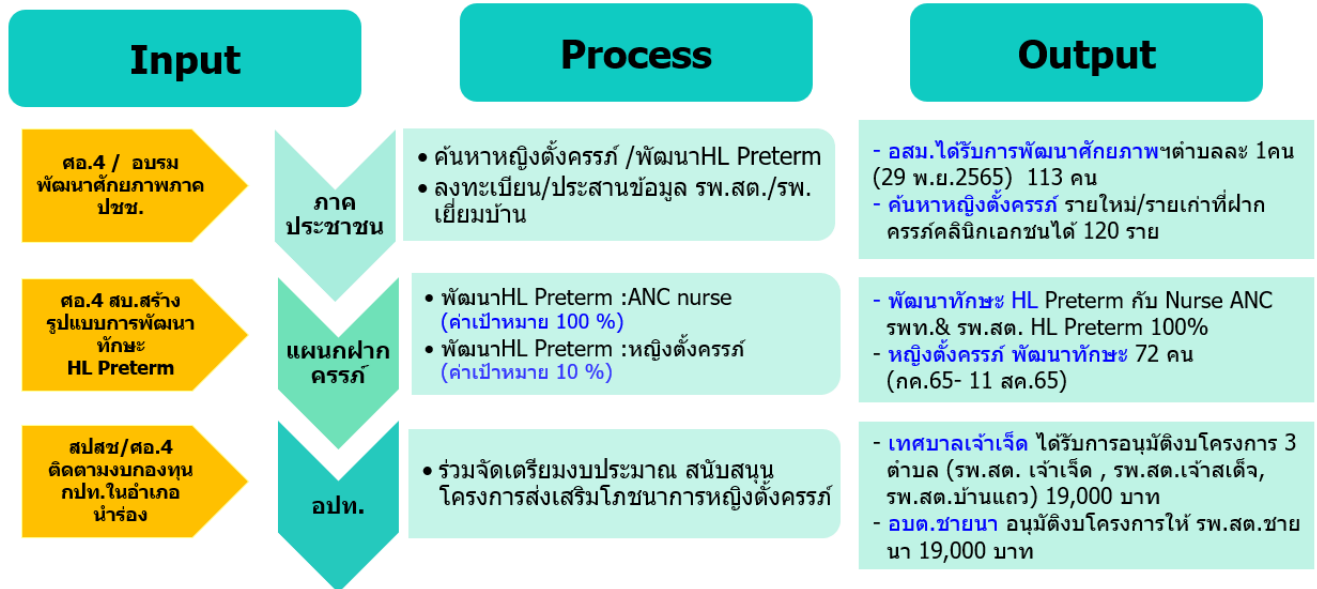 Input
Process
Output
ศอ.4 / อบรม
พัฒนาศักยภาพภาค
ปชช.
ภาค
ประชาชน
• ค้นหาหญิงตั้งครรภ์ /พัฒนาHL Preterm
• ลงทะเบียน/ประสานข้อมูล รพ.สต./รพ.
เยี่ยมบ้าน
- อสม.ได้รับการพัฒนาศักยภาพฯตำบลละ 1คน
(29 พ.ย.2565) 113 คน
- ค้นหาหญิงตั้งครรภ์ รายใหม่/รายเก่าที่ฝาก
ครรภ์คลินิกเอกชนได้ 120 ราย
ศอ.4 สบ.สร้าง
รูปแบบการพัฒนา
ทักษะ
HL Preterm
แผนกฝาก
ครรภ์
• พัฒนาHL Preterm :ANC nurse
(ค่าเป้าหมาย 100 %)
• พัฒนาHL Preterm :หญิงตั้งครรภ์
(ค่าเป้าหมาย 10 %)
- พัฒนาทักษะ HL Preterm กับ Nurse ANC
รพท.& รพ.สต. HL Preterm 100%
- หญิงตั้งครรภ์ พัฒนาทักษะ 72 คน
(กค.65- 11 สค.65)
สปสช/ศอ.4
ติดตามงบกองทุน
กปท.ในอำเภอ
นำร่อง
อปท.
• ร่วมจัดเตรียมงบประมาณ สนับสนุน
โครงการส่งเสริมโภชนาการหญิงตั้งครรภ์
- เทศบาลเจ้าเจ็ด ได้รับการอนุมัติงบโครงการ 3
ตำบล (รพ.สต. เจ้าเจ็ด , รพ.สต.เจ้าสเด็จ,
รพ.สต.บ้านแถว) 19,000 บาท
- อบต.ชายนา อนุมัติงบโครงการให้ รพ.สต.ชาย
นา 19,000 บาท